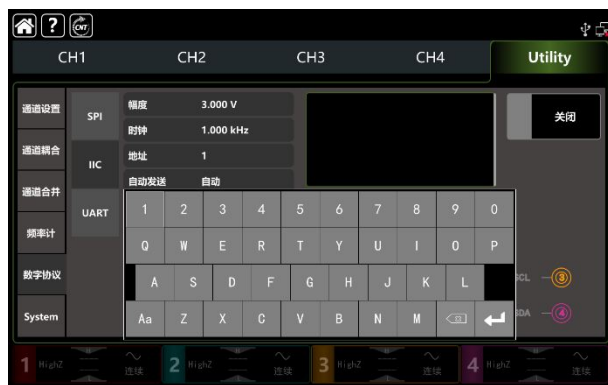 ? CNT
CH1 CH2 CH3 CH4 Utility
通道设置
通道耦合
通道合并
频率计
数字协议
System
SPI
IIC
UART
幅度 3.000 V
时钟 1.000 kHz
地址 1
自动发送 自动
关闭
1 2 3 4 5 6 7 8 9 0
Q W E R T Y U I O P
A S D F G H J K L
Aa Z X C V B N M
SCL 3
SDA 4
1 HighZ 连续 2 HighZ 连续 3 HighZ 连续 4 HighZ 连续